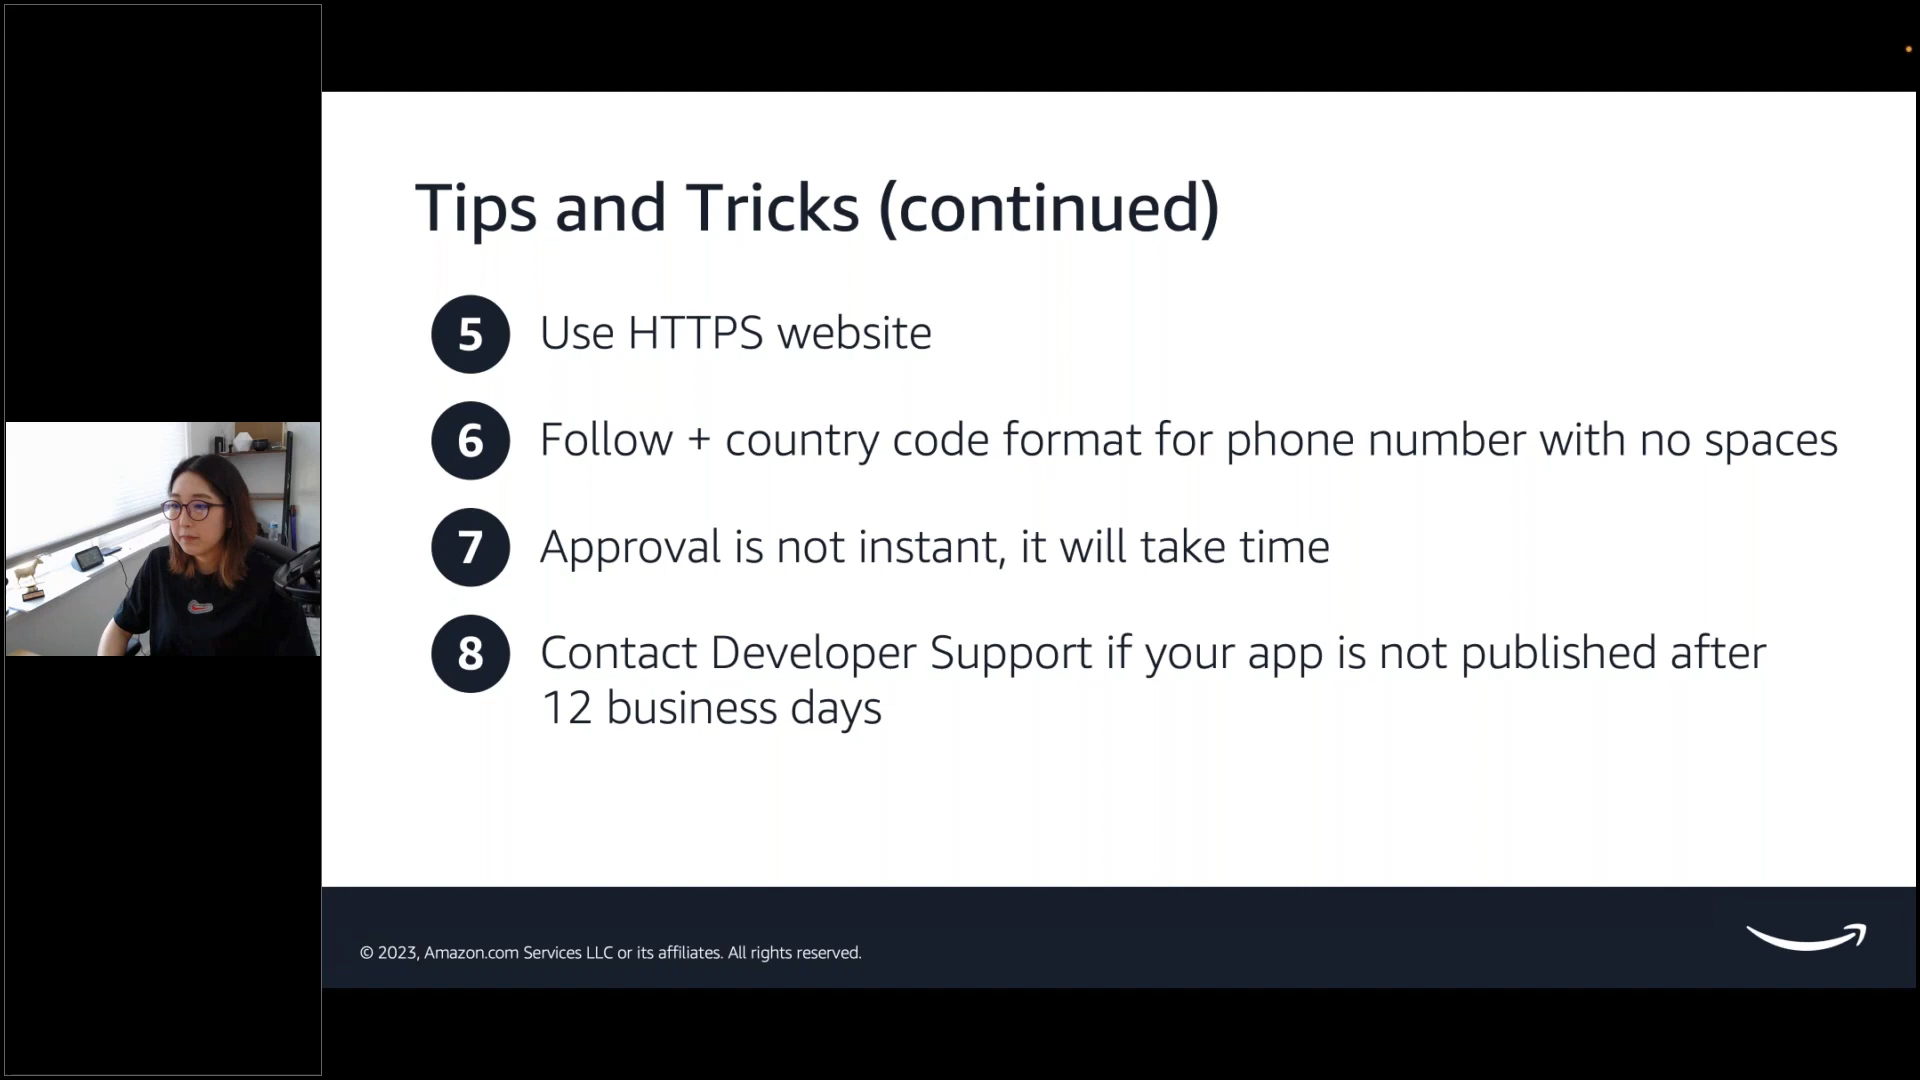 Tips and Tricks (continued)
5 Use HTTPS website
6 Follow + country code format for phone number with no spaces
7 Approval is not instant, it will take time
8 Contact Developer Support if your app is not published after
12 business days
© 2023, Amazon.com Services LLC or its affiliates. All rights reserved.